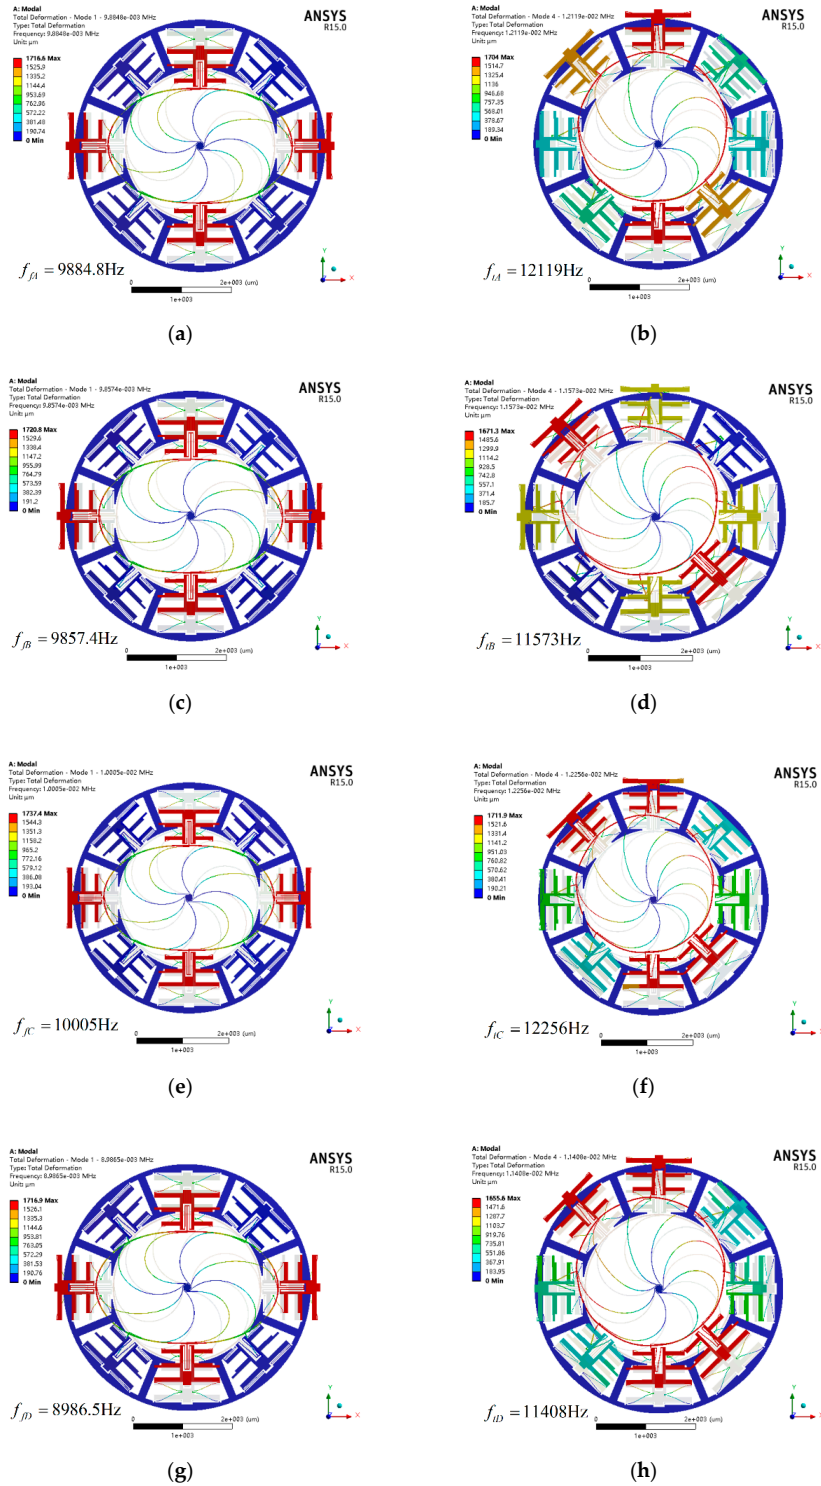 A: Modal
Total Deformation - Mode 1 - 9.8848e-003 MHz
Type: Total Deformation
Frequency: 9.8848e-003 MHz
Unit: µm
ANSYS
R15.0
1716.6 Max
1525.9
1335.2
1144.4
953.69
762.96
572.22
381.48
190.74
0 Min
f_fA = 9884.8Hz
Y
X
Z
0
2e+003 (um)
1e+003
(a)
A: Modal
Total Deformation - Mode 4 - 1.2119e-002 MHz
Type: Total Deformation
Frequency: 1.2119e-002 MHz
Unit: µm
ANSYS
R15.0
1704 Max
1514.7
1325.4
1136
946.68
757.35
568.01
378.67
189.34
0 Min
f_tA = 12119Hz
Y
X
Z
0
2e+003 (um)
1e+003
(b)
A: Modal
Total Deformation - Mode 1 - 9.8574e-003 MHz
Type: Total Deformation
Frequency: 9.8574e-003 MHz
Unit: µm
ANSYS
R15.0
1720.8 Max
1529.6
1338.4
1147.2
955.99
764.79
573.59
382.39
191.2
0 Min
f_fB = 9857.4Hz
Y
X
Z
0
2e+003 (um)
1e+003
(c)
A: Modal
Total Deformation - Mode 4 - 1.1573e-002 MHz
Type: Total Deformation
Frequency: 1.1573e-002 MHz
Unit: µm
ANSYS
R15.0
1671.3 Max
1485.6
1299.9
1114.2
928.5
742.8
557.1
371.4
185.7
0 Min
f_tB = 11573Hz
Y
X
Z
0
2e+003 (um)
1e+003
(d)
A: Modal
Total Deformation - Mode 1 - 1.0005e-002 MHz
Type: Total Deformation
Frequency: 1.0005e-002 MHz
Unit: µm
ANSYS
R15.0
1737.4 Max
1544.3
1351.3
1158.2
965.2
772.16
579.12
386.08
193.04
0 Min
f_fC = 10005Hz
Y
X
Z
0
2e+003 (um)
1e+003
(e)
A: Modal
Total Deformation - Mode 4 - 1.2256e-002 MHz
Type: Total Deformation
Frequency: 1.2256e-002 MHz
Unit: µm
ANSYS
R15.0
1711.9 Max
1521.6
1331.4
1141.2
951.03
760.82
570.62
380.41
190.21
0 Min
f_tC = 12256Hz
Y
X
Z
0
2e+003 (um)
1e+003
(f)
A: Modal
Total Deformation - Mode 1 - 8.9865e-003 MHz
Type: Total Deformation
Frequency: 8.9865e-003 MHz
Unit: µm
ANSYS
R15.0
1716.9 Max
1526.1
1335.3
1144.6
953.81
763.05
572.29
381.53
190.76
0 Min
f_fD = 8986.5Hz
Y
X
Z
0
2e+003 (um)
1e+003
(g)
A: Modal
Total Deformation - Mode 4 - 1.1408e-002 MHz
Type: Total Deformation
Frequency: 1.1408e-002 MHz
Unit: µm
ANSYS
R15.0
1655.6 Max
1471.6
1287.7
1103.7
919.76
735.81
551.86
367.91
183.95
0 Min
f_tD = 11408Hz
Y
X
Z
0
2e+003 (um)
1e+003
(h)